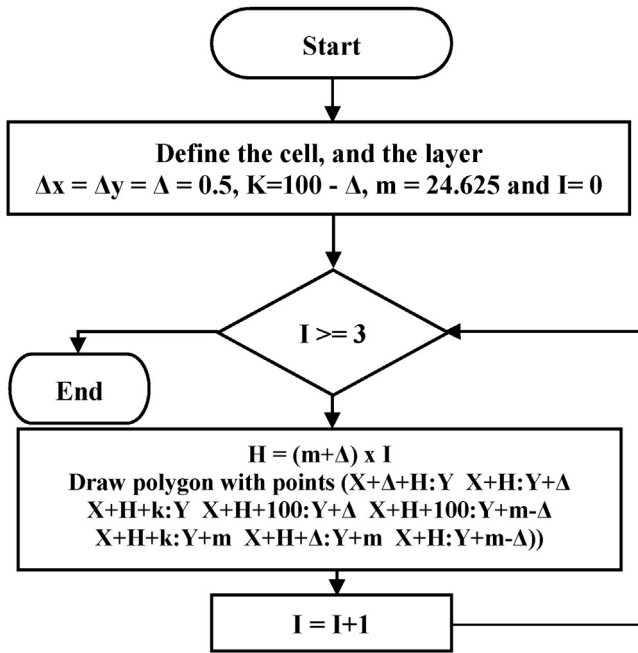 Start
Define the cell, and the layer
Δx = Δy = Δ = 0.5, K=100 - Δ, m = 24.625 and I= 0
I >= 3
End
H = (m+Δ) x I
Draw polygon with points (X+Δ+H:Y X+H:Y+Δ
X+H+k:Y X+H+100:Y+Δ X+H+100:Y+m-Δ
X+H+k:Y+m X+H+Δ:Y+m X+H:Y+m-Δ))
I = I+1